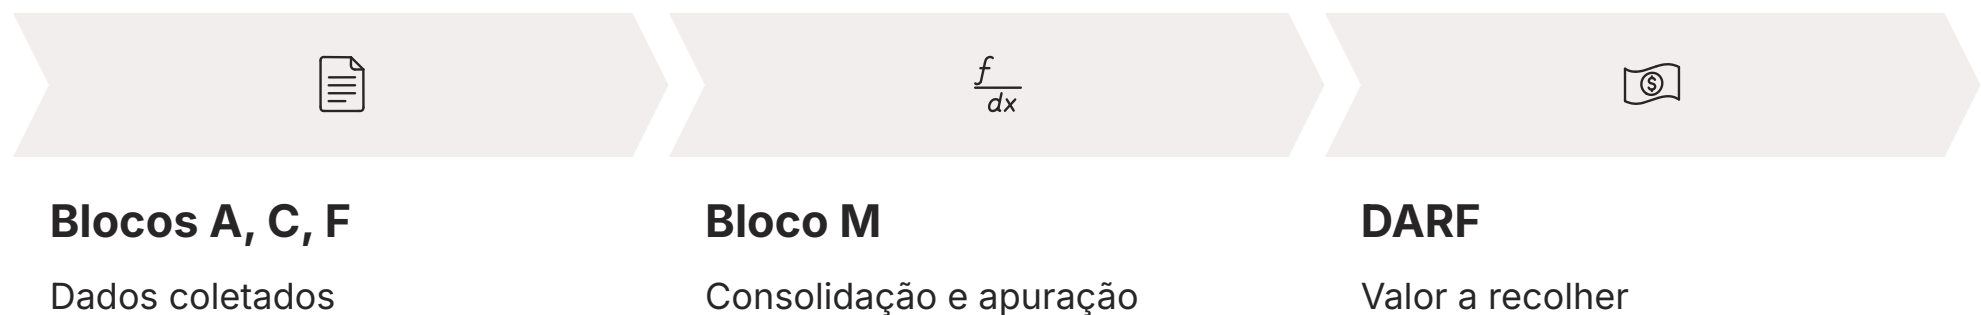 f
dx
$
Blocos A, C, F
Bloco M
DARF
Dados coletados
Consolidação e apuração
Valor a recolher